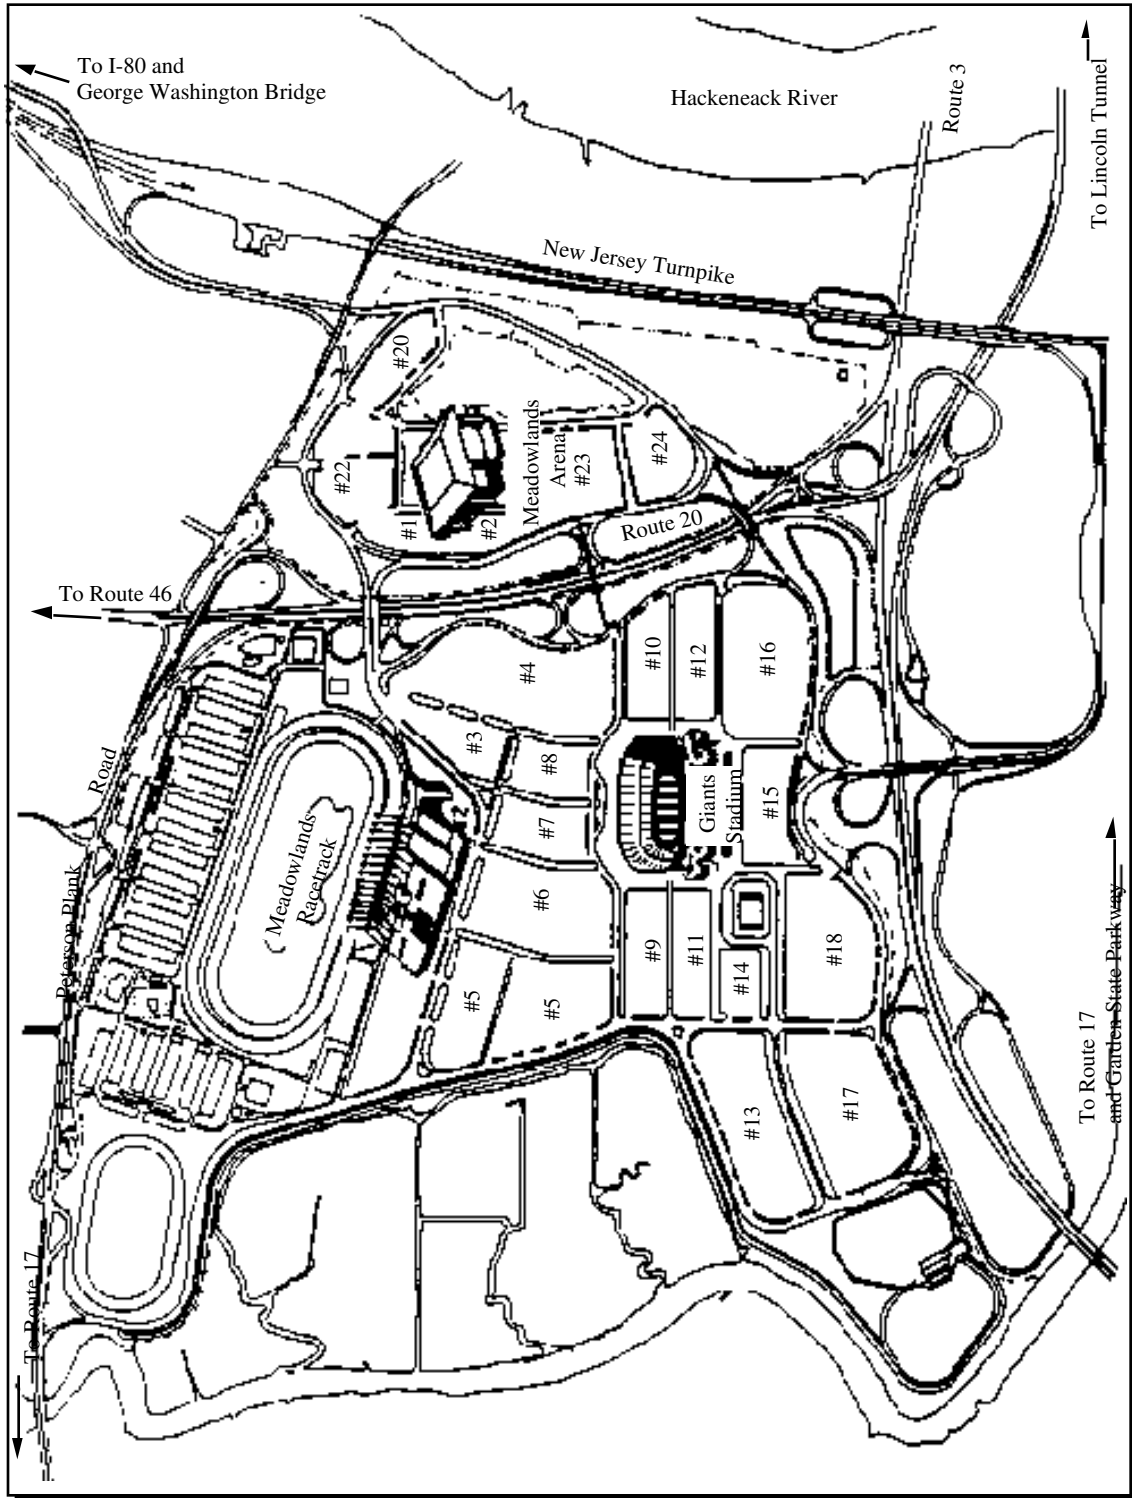 To I-80 and
George Washington Bridge
Hackeneack River
Route 3
To Lincoln Tunnel
New Jersey Turnpike
#20
#22
#1
#2
Meadowlands
Arena
#23
#24
Route 20
To Route 46
#10
#12
#16
#4
#3
#8
#7
#6
#5
#5
Giants
Stadium
#15
#9
#11
#14
#18
#13
#17
Meadowlands
Racetrack
Peterson Plank
Road
To Route 17
To Route 17
and Garden State Parkway